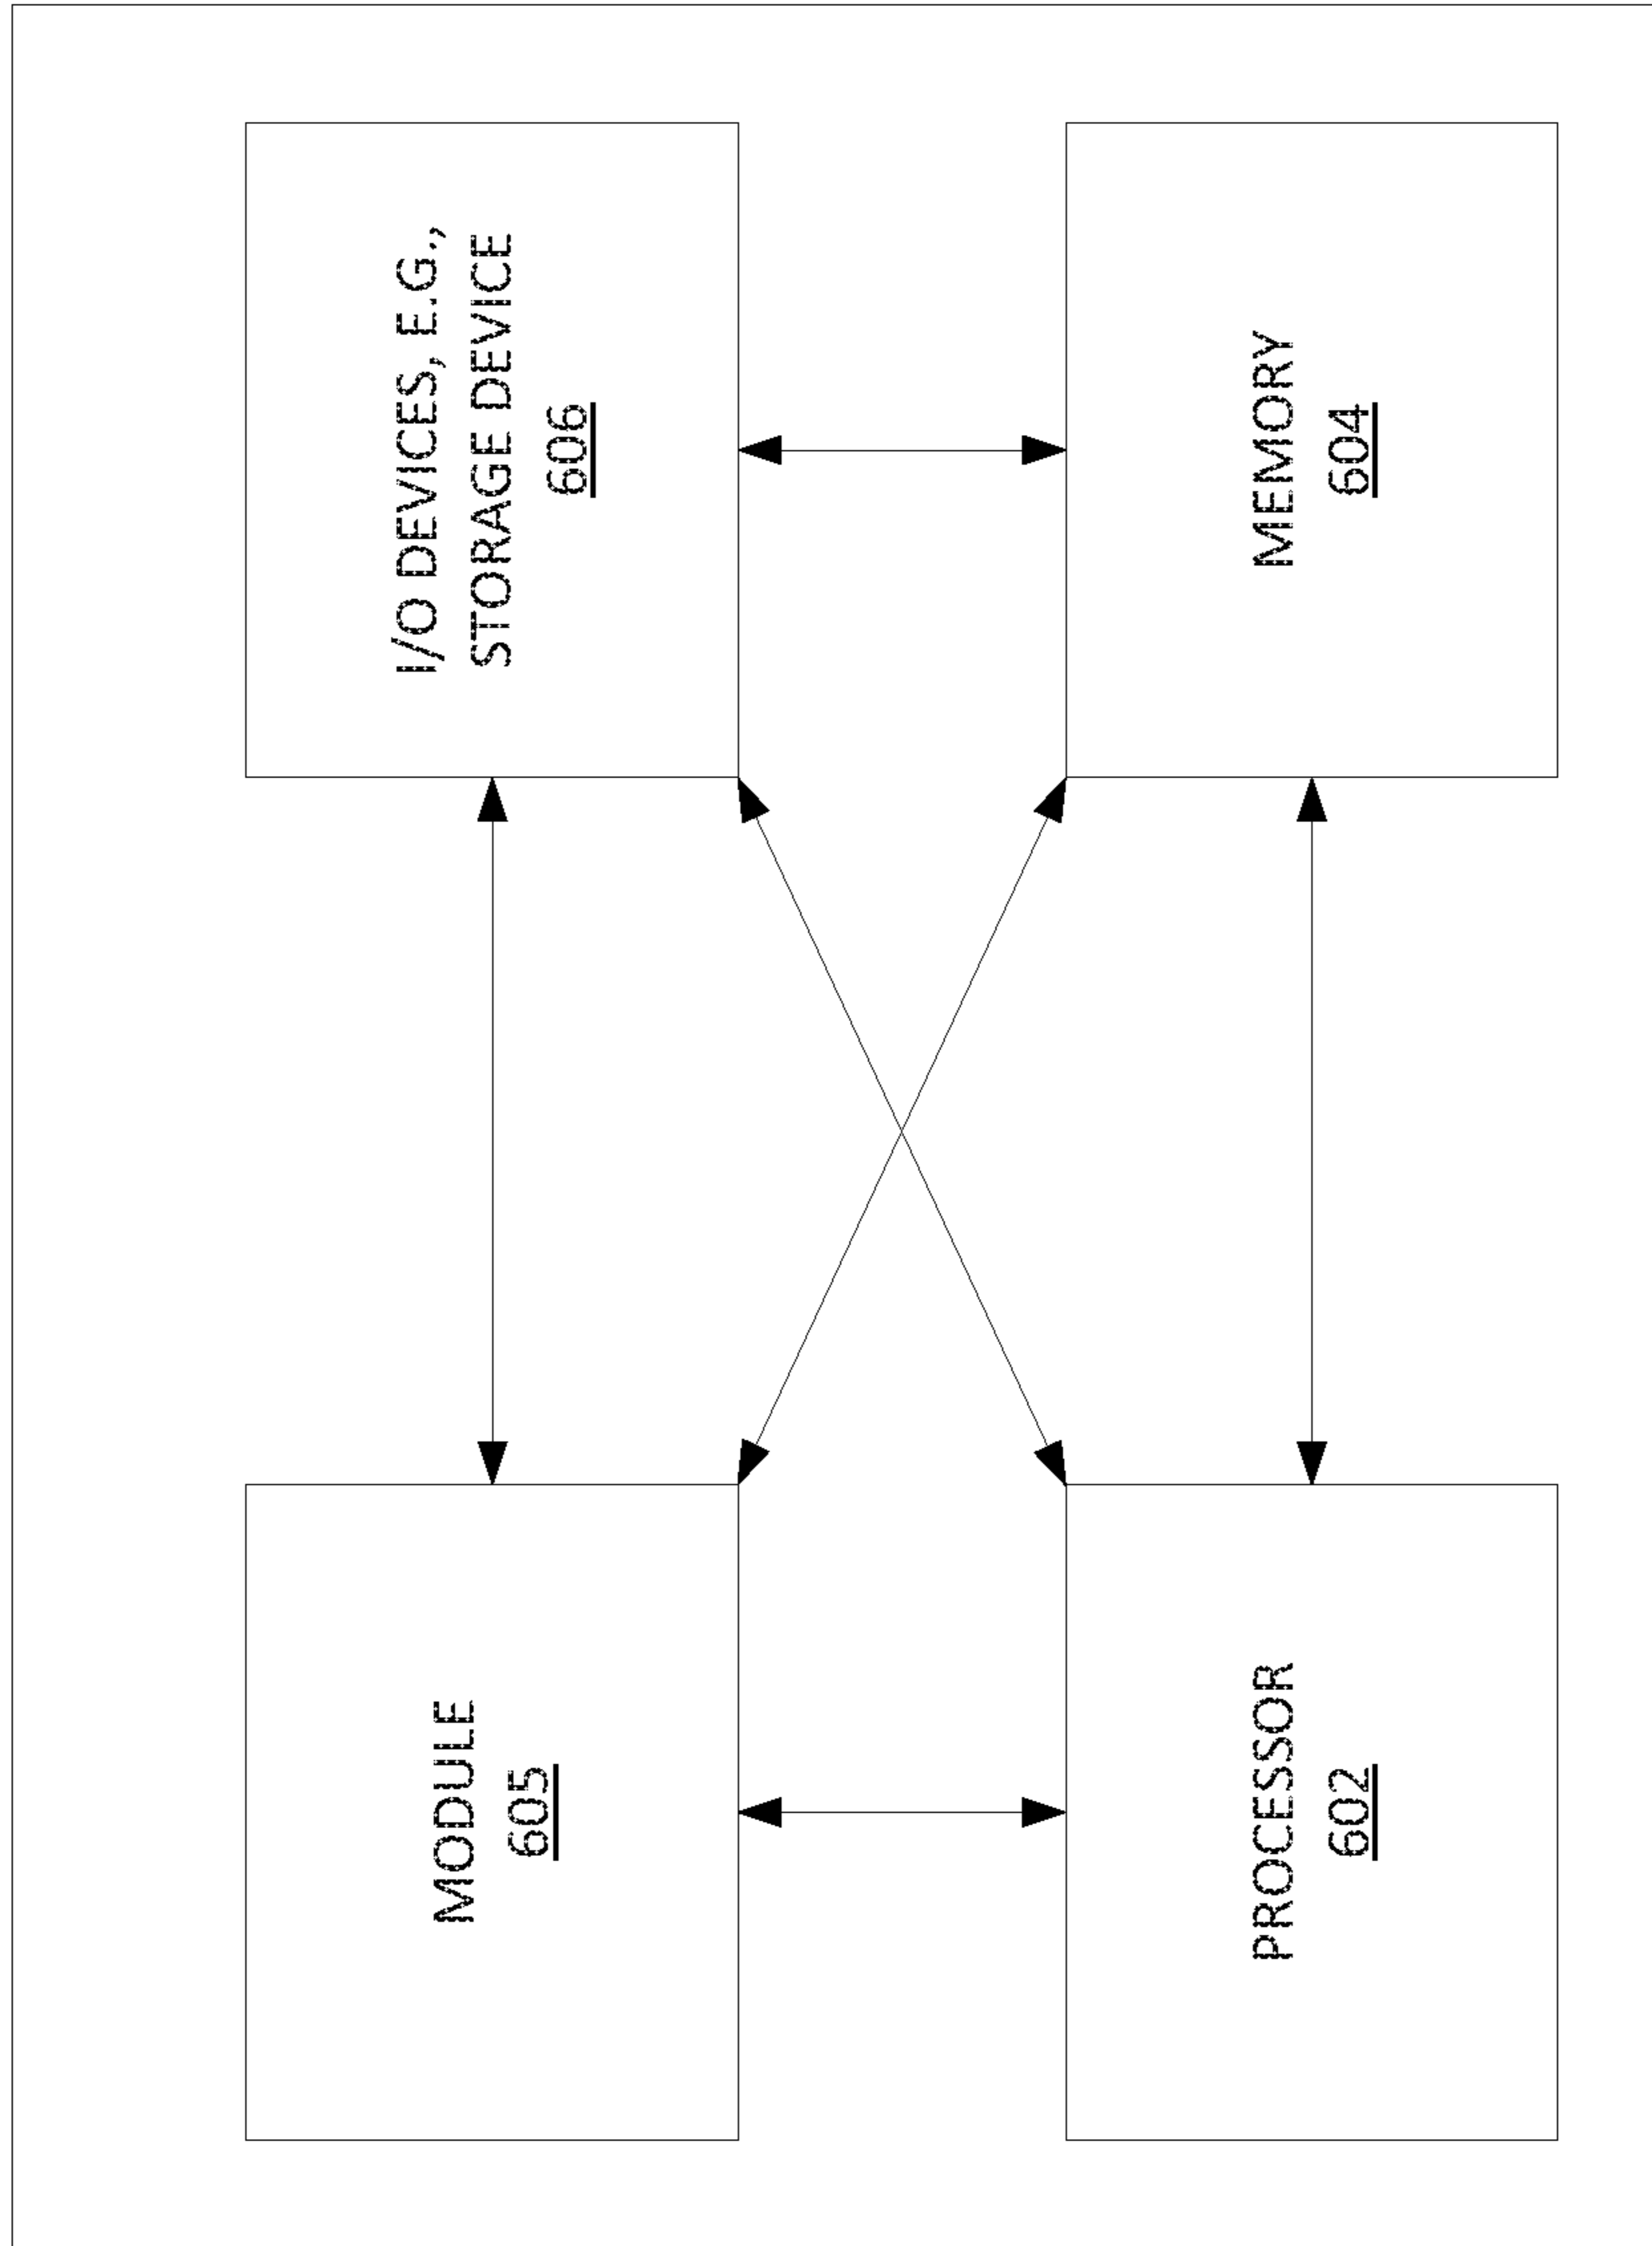 MODULE
605
I/O DEVICES, E.G.,
STORAGE DEVICE
606
PROCESSOR
602
MEMORY
604